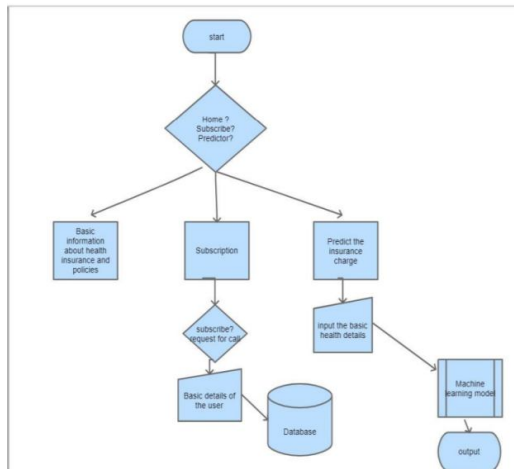 start
Home ?
Subscribe?
Predictor?
Basic
information
about health
insurance and
policies
Subscription
Predict the
insurance
charge
subscribe?
request for call
input the basic
health details
Basic details of
the user
Database
Machine
learning model
output